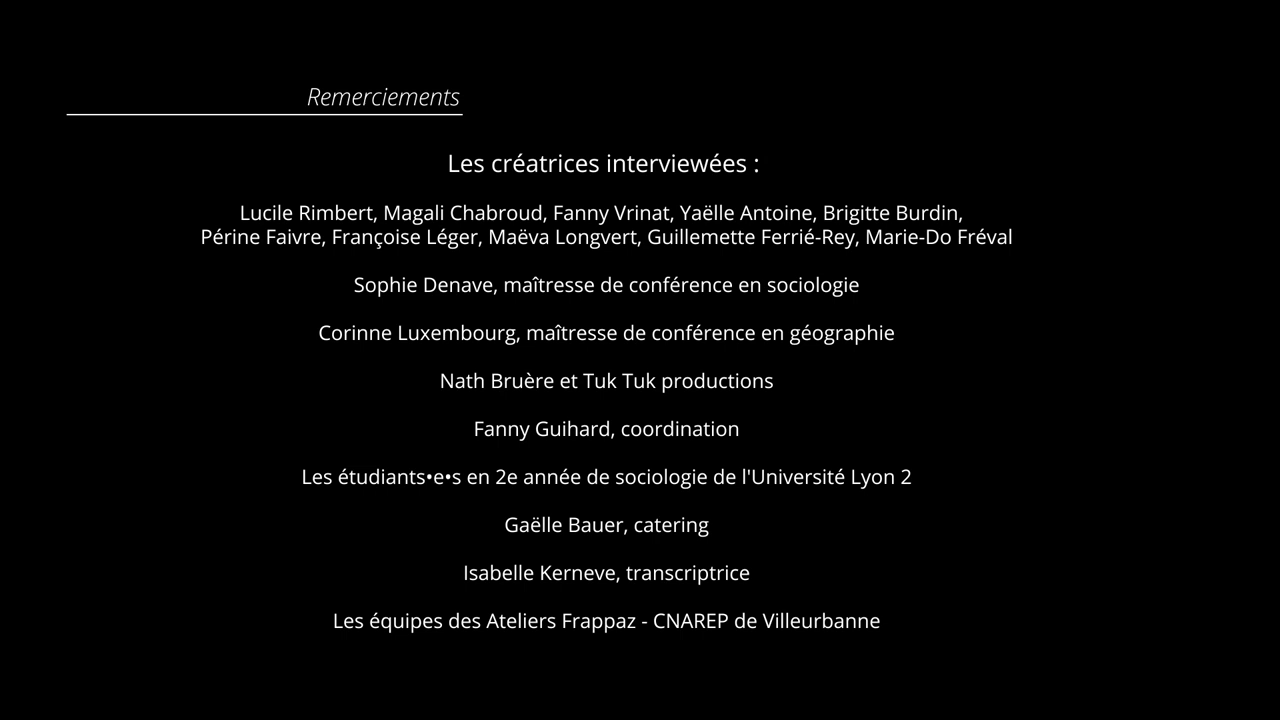 Remerciements
Les créatrices interviewées :
Lucile Rimbert, Magali Chabroud, Fanny Vrinat, Yaëlle Antoine, Brigitte Burdin,
Périne Faivre, Françoise Léger, Maëva Longvert, Guillemette Ferrié-Rey, Marie-Do Fréval
Sophie Denave, maîtresse de conférence en sociologie
Corinne Luxembourg, maîtresse de conférence en géographie
Nath Bruère et Tuk Tuk productions
Fanny Guihard, coordination
Les étudiants•e•s en 2e année de sociologie de l'Université Lyon 2
Gaëlle Bauer, catering
Isabelle Kerneve, transcriptrice
Les équipes des Ateliers Frappaz - CNAREP de Villeurbanne